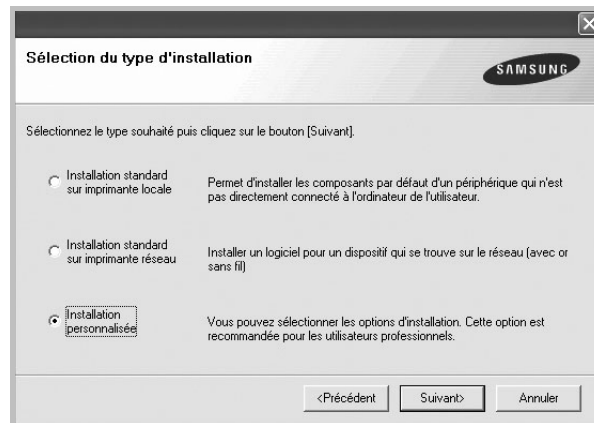 Sélection du type d'installation
SAMSUNG
Sélectionnez le type souhaité puis cliquez sur le bouton [Suivant].
Installation standard
sur imprimante locale
Permet d'installer les composants par défaut d'un périphérique qui n'est
pas directement connecté à l'ordinateur de l'utilisateur.
Installation standard
sur imprimante réseau
Installer un logiciel pour un dispositif qui se trouve sur le réseau (avec or
sans fil)
Installation
personnalisée
Vous pouvez sélectionner les options d'installation. Cette option est
recommandée pour les utilisateurs professionnels.
<Précédent
Suivant>
Annuler